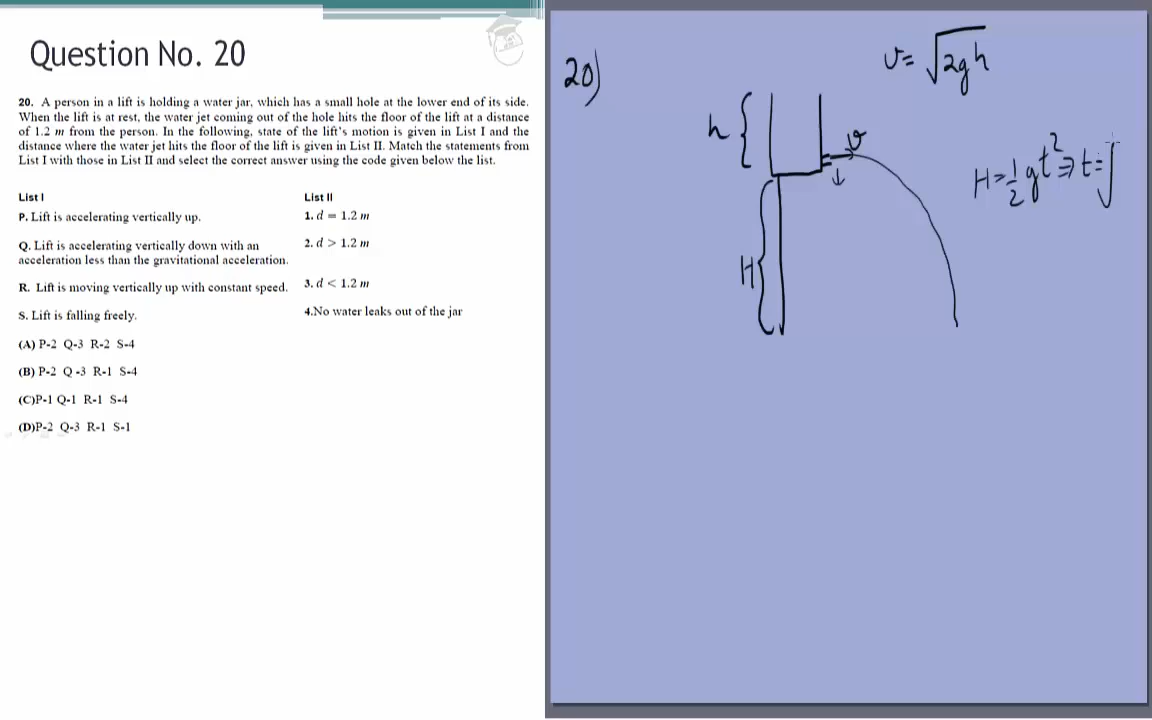 Question No. 20
20. A person in a lift is holding a water jar, which has a small hole at the lower end of its side.
When the lift is at rest, the water jet coming out of the hole hits the floor of the lift at a distance
of 1.2 m from the person. In the following, state of the lift's motion is given in List I and the
distance where the water jet hits the floor of the lift is given in List II. Match the statements from
List I with those in List II and select the correct answer using the code given below the list.
List I
P. Lift is accelerating vertically up.
Q. Lift is accelerating vertically down with an
acceleration less than the gravitational acceleration.
R. Lift is moving vertically up with constant speed.
S. Lift is falling freely.
List II
1. d = 1.2 m
2. d > 1.2 m
3. d < 1.2 m
4.No water leaks out of the jar
(A) P-2 Q-3 R-2 S-4
(B) P-2 Q -3 R-1 S-4
(C)P-1 Q-1 R-1 S-4
(D)P-2 Q-3 R-1 S-1
20)
v = √2gh
h
v
H = 1/2 gt² ⇒ t = √
H